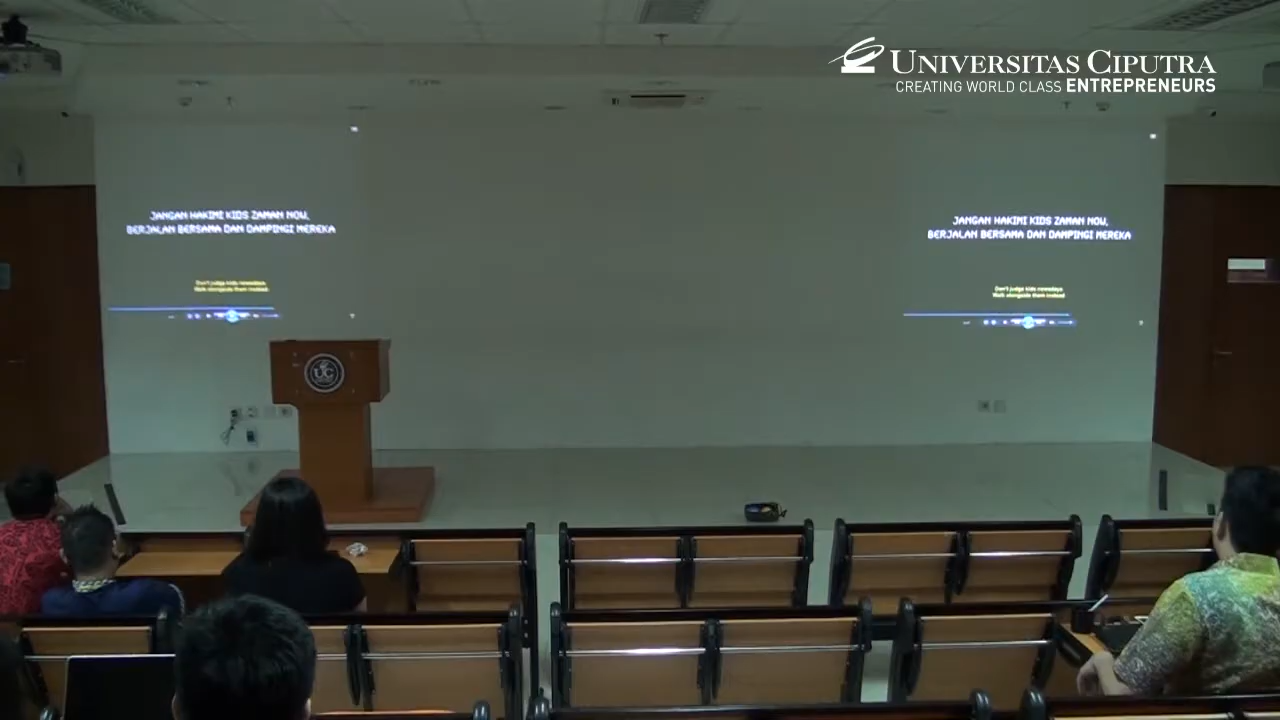 UNIVERSITAS CIPUTRA
CREATING WORLD CLASS ENTREPRENEURS
JANGAN HAKIMI KIDS ZAMAN NOW,
BERJALAN BERSAMA DAN DAMPINGI MEREKA
Don't judge kids nowadays
Walk alongside them instead.
JANGAN HAKIMI KIDS ZAMAN NOW,
BERJALAN BERSAMA DAN DAMPINGI MEREKA
Don't judge kids nowadays
Walk alongside them instead.
UC